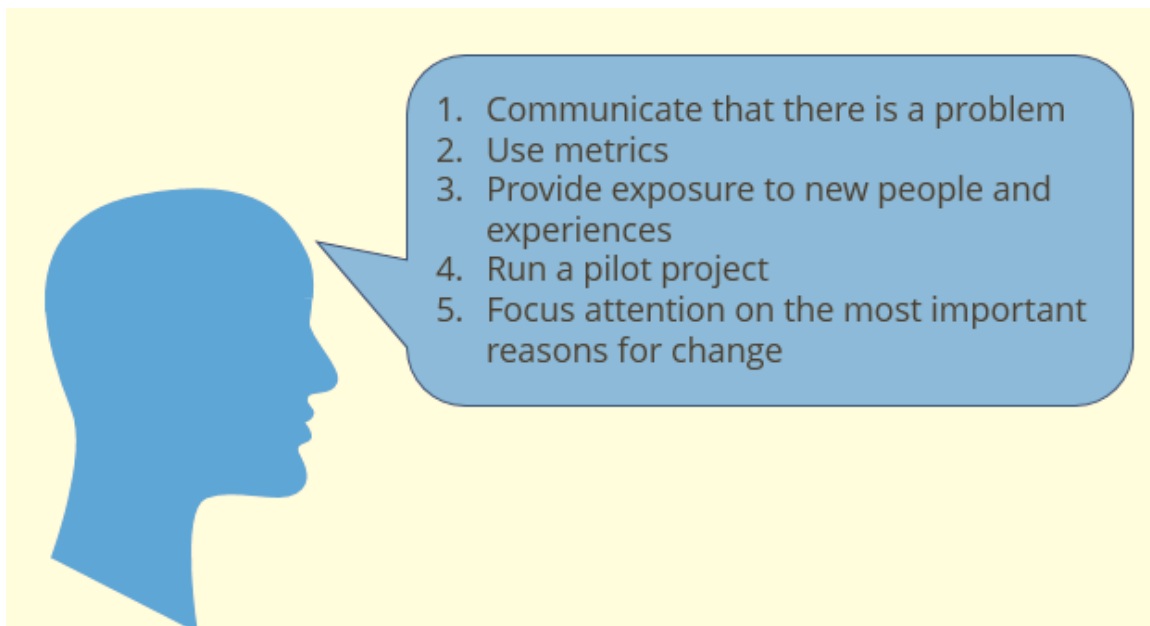 1. Communicate that there is a problem
2. Use metrics
3. Provide exposure to new people and
experiences
4. Run a pilot project
5. Focus attention on the most important
reasons for change